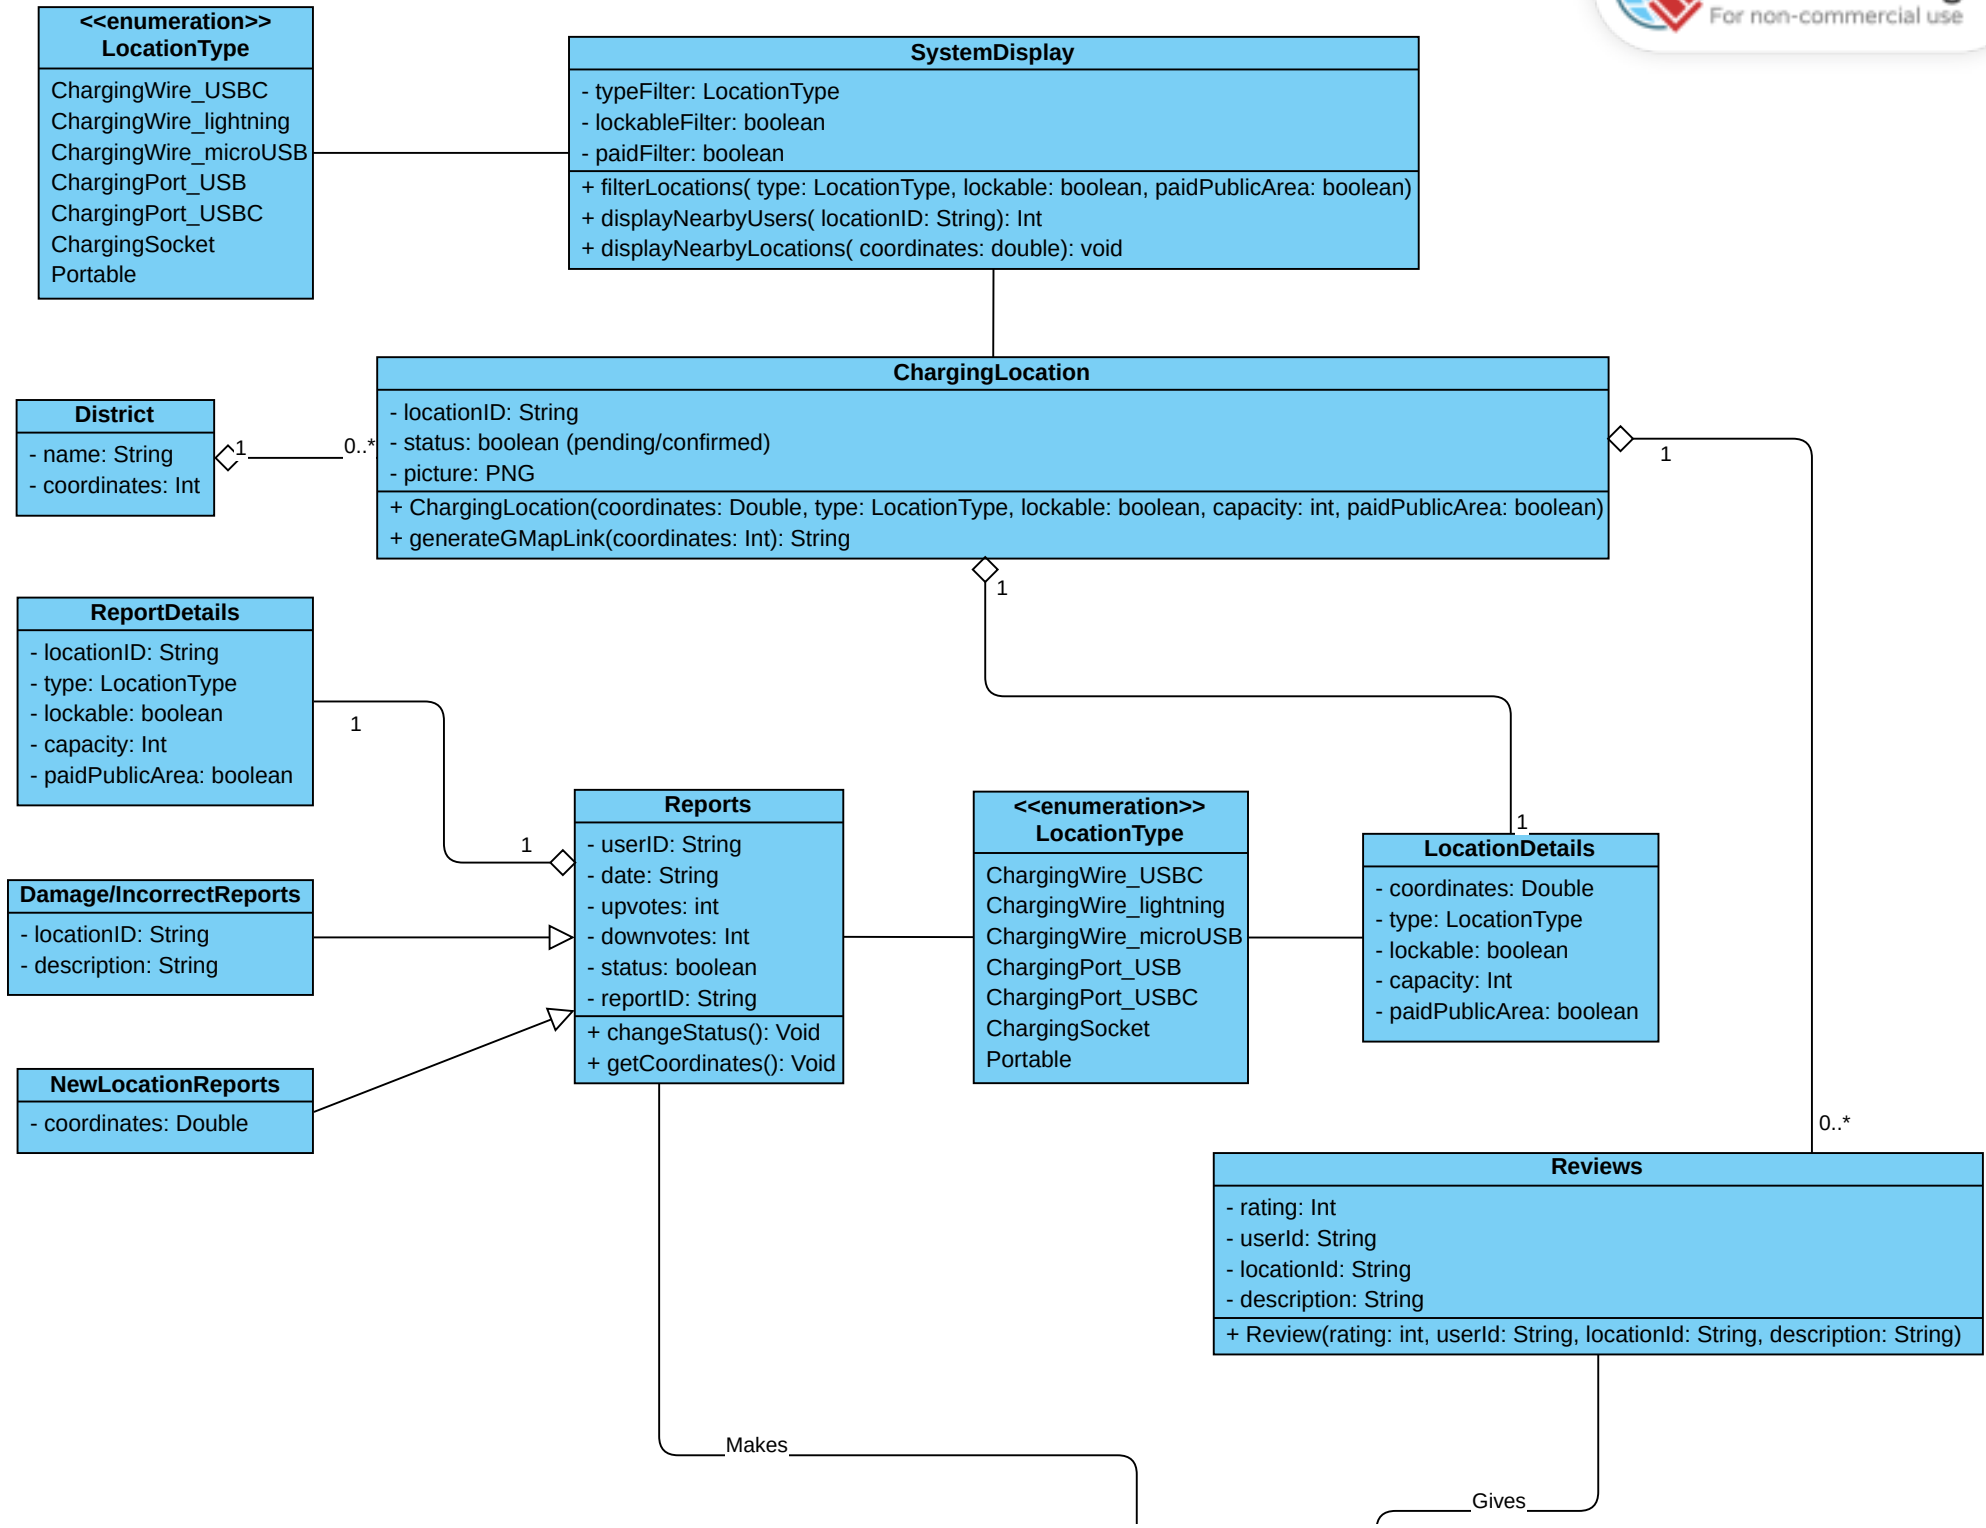 For non-commercial use
<<enumeration>>
LocationType
ChargingWire_USBC
ChargingWire_lightning
ChargingWire_microUSB
ChargingPort_USB
ChargingPort_USBC
ChargingSocket
Portable
SystemDisplay
- typeFilter: LocationType
- lockableFilter: boolean
- paidFilter: boolean
+ filterLocations( type: LocationType, lockable: boolean, paidPublicArea: boolean)
+ displayNearbyUsers( locationID: String): Int
+ displayNearbyLocations( coordinates: double): void
ChargingLocation
- locationID: String
- status: boolean (pending/confirmed)
- picture: PNG
+ ChargingLocation(coordinates: Double, type: LocationType, lockable: boolean, capacity: int, paidPublicArea: boolean)
+ generateGMapLink(coordinates: Int): String
District
- name: String
- coordinates: Int
1
0..*
1
1
ReportDetails
- locationID: String
- type: LocationType
- lockable: boolean
- capacity: Int
- paidPublicArea: boolean
1
1
Damage/IncorrectReports
- locationID: String
- description: String
NewLocationReports
- coordinates: Double
Reports
- userID: String
- date: String
- upvotes: int
- downvotes: Int
- status: boolean
- reportID: String
+ changeStatus(): Void
+ getCoordinates(): Void
<<enumeration>>
LocationType
ChargingWire_USBC
ChargingWire_lightning
ChargingWire_microUSB
ChargingPort_USB
ChargingPort_USBC
ChargingSocket
Portable
1
LocationDetails
- coordinates: Double
- type: LocationType
- lockable: boolean
- capacity: Int
- paidPublicArea: boolean
0..*
Reviews
- rating: Int
- userId: String
- locationId: String
- description: String
+ Review(rating: int, userId: String, locationId: String, description: String)
Makes
Gives